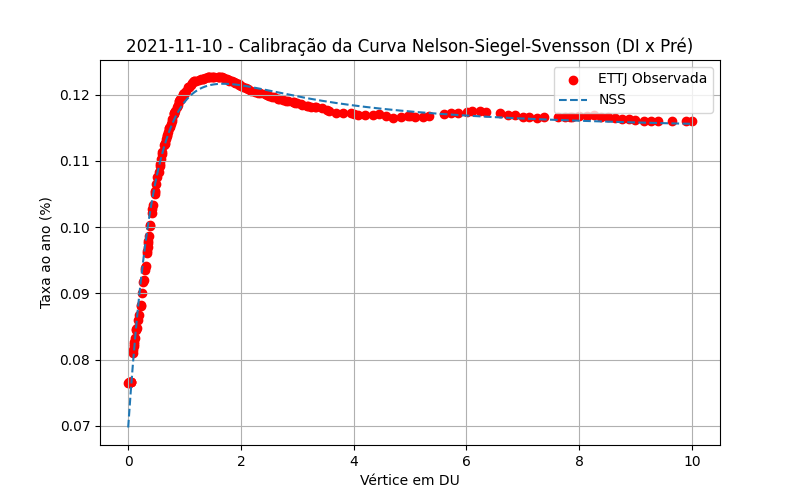 2021-11-10 - Calibração da Curva Nelson-Siegel-Svensson (DI x Pré)
ETTJ Observada
NSS
Taxa ao ano (%)
0.12
0.11
0.10
0.09
0.08
0.07
0
2
4
6
8
10
Vértice em DU